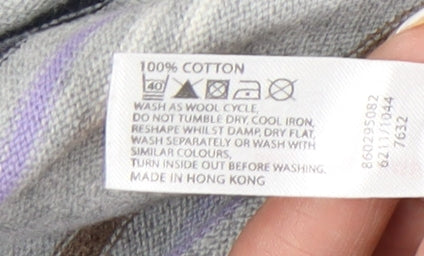 100% COTTON
40
WASH AS WOOL CYCLE,
DO NOT TUMBLE DRY, COOL IRON,
RESHAPE WHILST DAMP, DRY FLAT,
WASH SEPARATELY OR WASH WITH
SIMILAR COLOURS,
TURN INSIDE OUT BEFORE WASHING.
MADE IN HONG KONG
860295082
6211/1044
7632